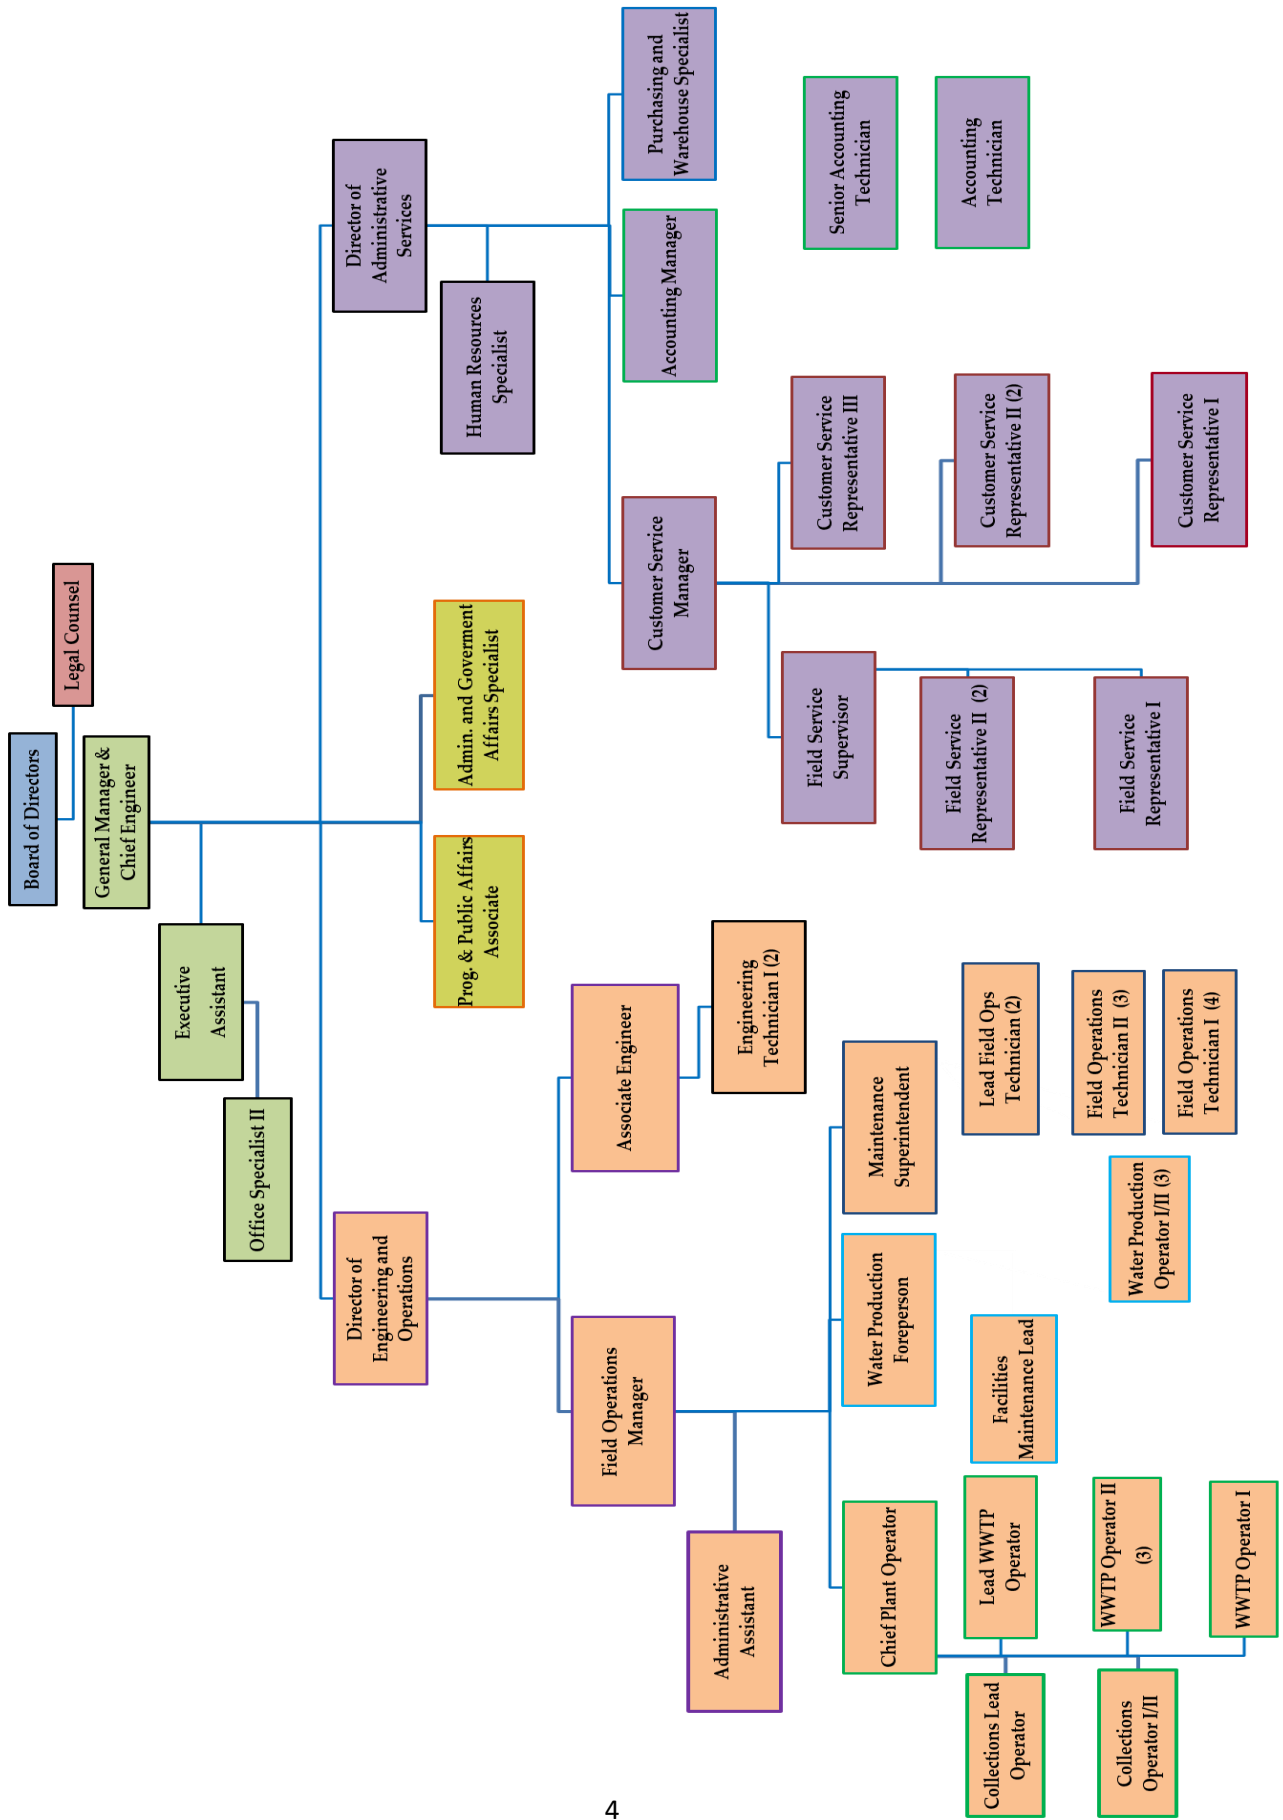 Board of Directors
Legal Counsel
General Manager &
Chief Engineer
Executive
Assistant
Office Specialist II
Director of
Engineering and
Operations
Director of
Administrative
Services
Prog. & Public Affairs
Associate
Admin. and Goverment
Affairs Specialist
Human Resources
Specialist
Field Operations
Manager
Associate Engineer
Customer Service
Manager
Accounting Manager
Purchasing and
Warehouse Specialist
Administrative
Assistant
Engineering
Technician I (2)
Chief Plant Operator
Water Production
Foreperson
Maintenance
Superintendent
Field Service
Supervisor
Customer Service
Representative III
Senior Accounting
Technician
Collections Lead
Operator
Lead WWTP
Operator
Facilities
Maintenance Lead
Lead Field Ops
Technician (2)
Field Service
Representative II (2)
Customer Service
Representative II (2)
Accounting
Technician
Collections
Operator I/II
WWTP Operator II
(3)
Water Production
Operator I/II (3)
Field Operations
Technician II (3)
Field Service
Representative I
Customer Service
Representative I
WWTP Operator I
Field Operations
Technician I (4)
4